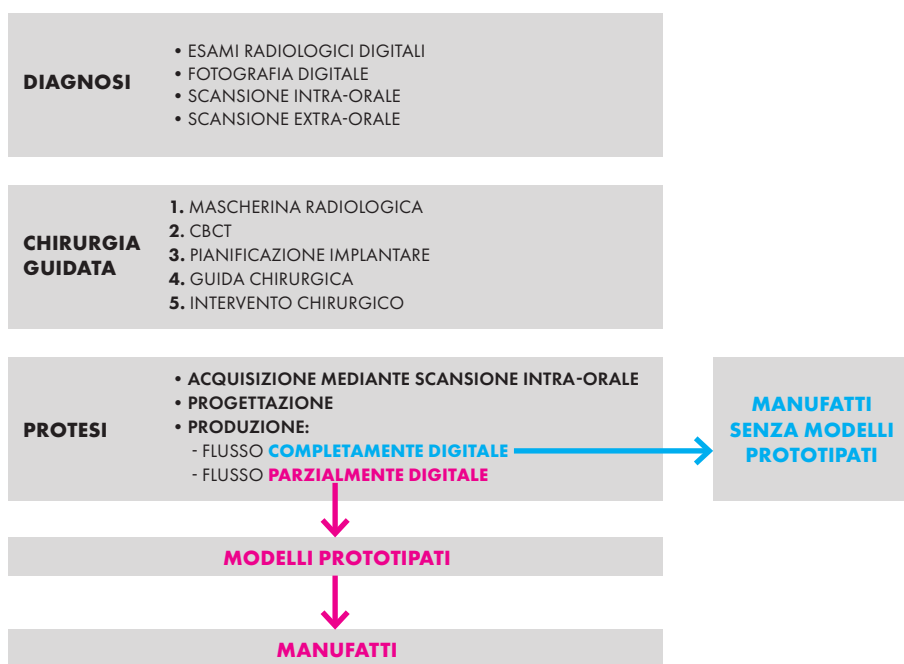 DIAGNOSI
• ESAMI RADIOLOGICI DIGITALI
• FOTOGRAFIA DIGITALE
• SCANSIONE INTRA-ORALE
• SCANSIONE EXTRA-ORALE
CHIRURGIA
GUIDATA
1. MASCHERINA RADIOLOGICA
2. CBCT
3. PIANIFICAZIONE IMPLANTARE
4. GUIDA CHIRURGICA
5. INTERVENTO CHIRURGICO
PROTESI
• ACQUISIZIONE MEDIANTE SCANSIONE INTRA-ORALE
• PROGETTAZIONE
• PRODUZIONE:
- FLUSSO COMPLETAMENTE DIGITALE
- FLUSSO PARZIALMENTE DIGITALE
MANUFATTI
SENZA MODELLI
PROTOTIPATI
MODELLI PROTOTIPATI
MANUFATTI